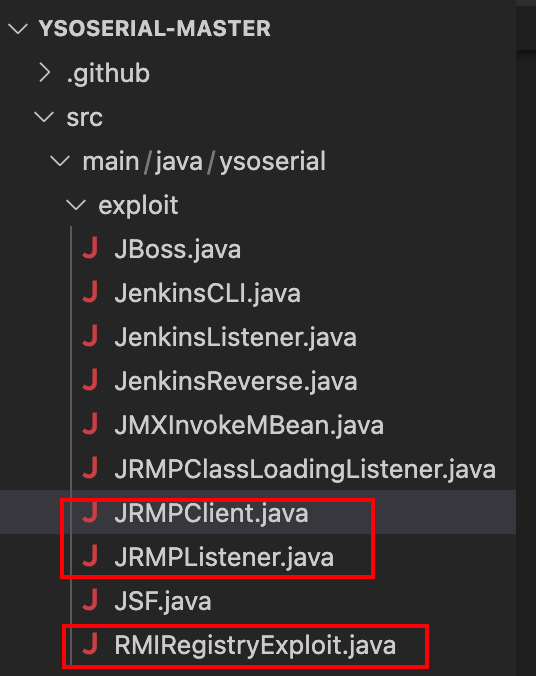 YSOSERIAL-MASTER
.github
src
main/java/ysoserial
exploit
J JBoss.java
J JenkinsCLI.java
J JenkinsListener.java
J JenkinsReverse.java
J JMXInvokeMBean.java
J JRMPClassLoadingListener.java
J JRMPClient.java
J JRMPListener.java
J JSF.java
J RMIRegistryExploit.java